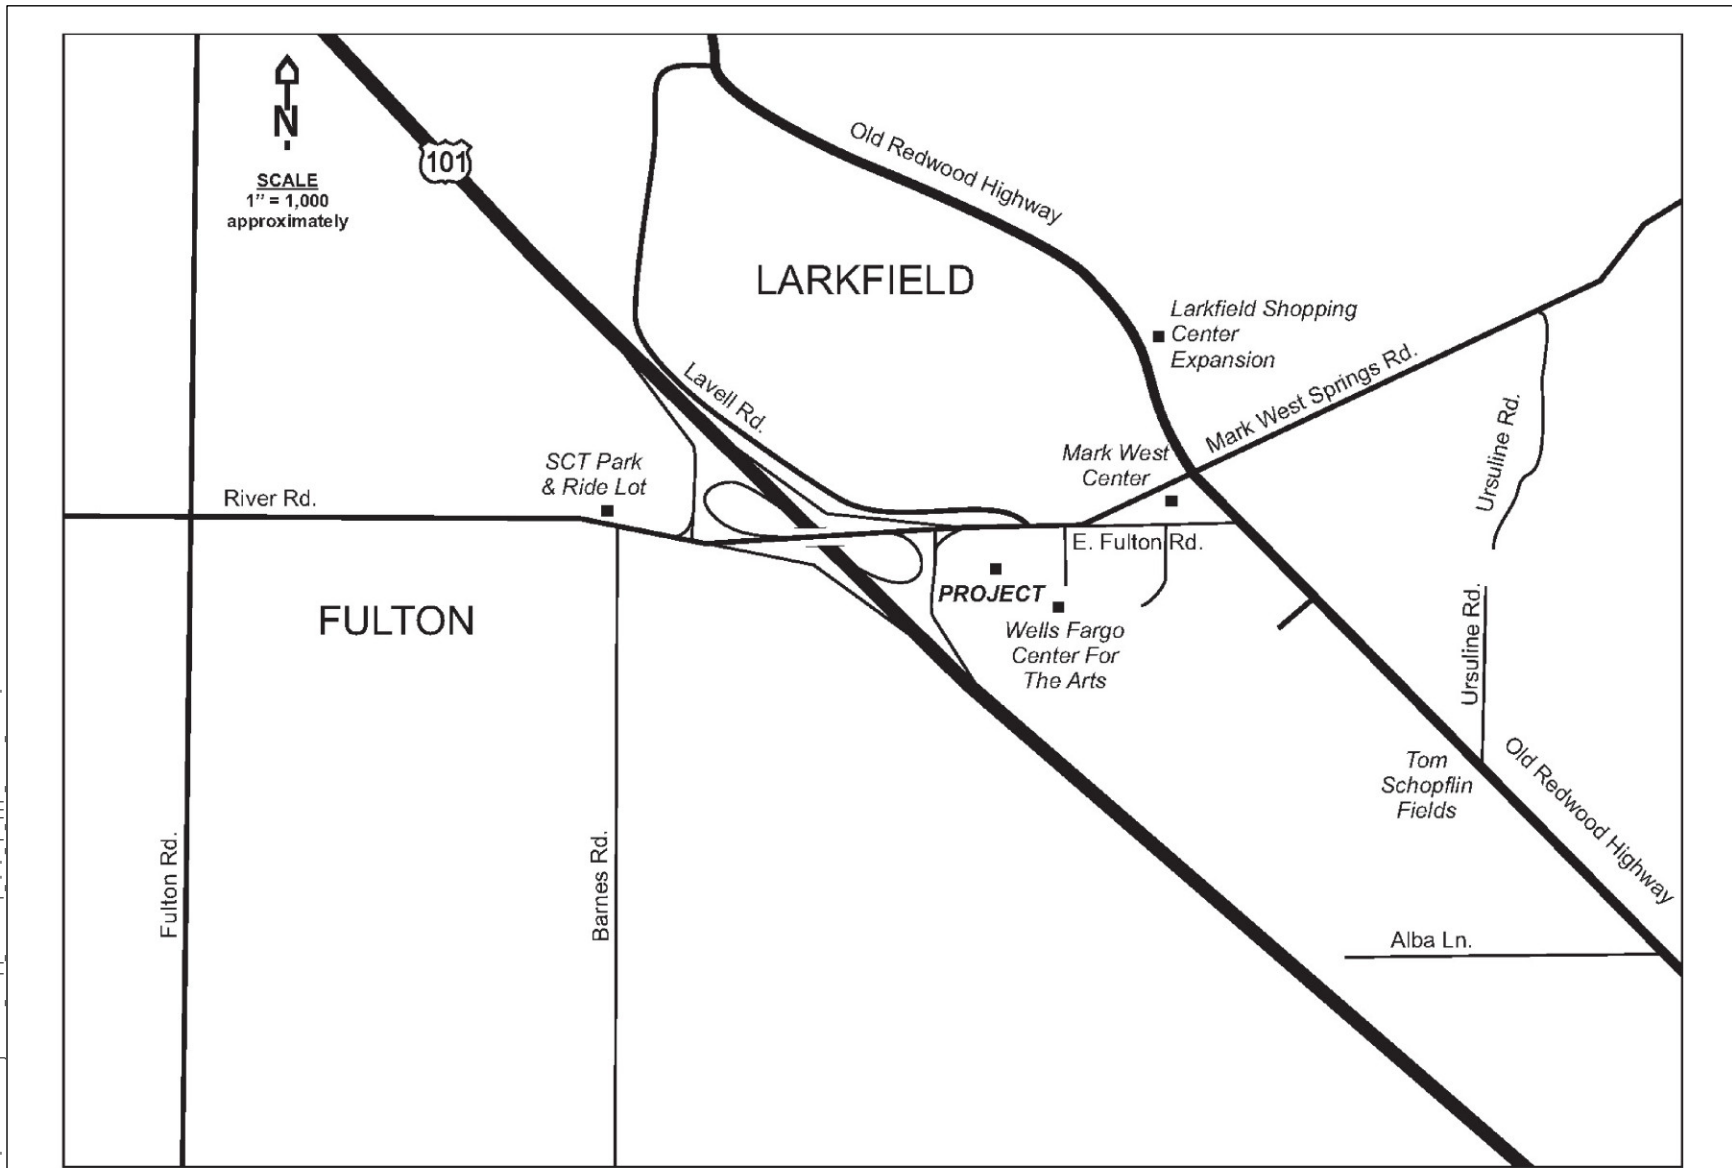 N
SCALE
1” = 1,000
approximately
101
Old Redwood Highway
LARKFIELD
Larkfield Shopping
Center
Expansion
Lavell Rd.
Mark West Springs Rd.
Ursuline Rd.
Mark West
Center
SCT Park
& Ride Lot
River Rd.
E. Fulton Rd.
PROJECT
FULTON
Wells Fargo
Center For
The Arts
Ursuline Rd.
Tom
Schopflin
Fields
Old Redwood Highway
Fulton Rd.
Barnes Rd.
Alba Ln.